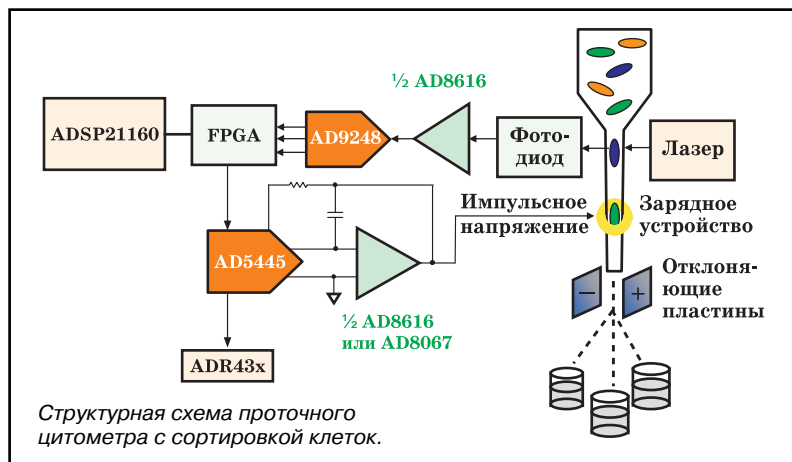 ½ AD8616
ADSP21160
FPGA
AD9248
Фото-
диод
Лазер
Импульсное
напряжение
Зарядное
устройство
AD5445
½ AD8616
или AD8067
−
+
Отклоня-
ющие
пластины
ADR43x
Структурная схема проточного
цитометра с сортировкой клеток.